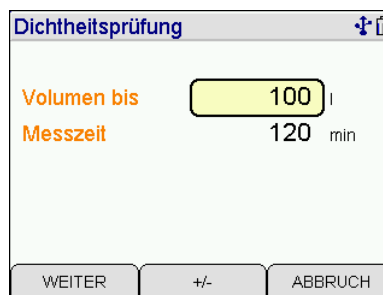 Dichtheitsprüfung
Volumen bis 100 l
Messzeit 120 min
WEITER +/- ABBRUCH